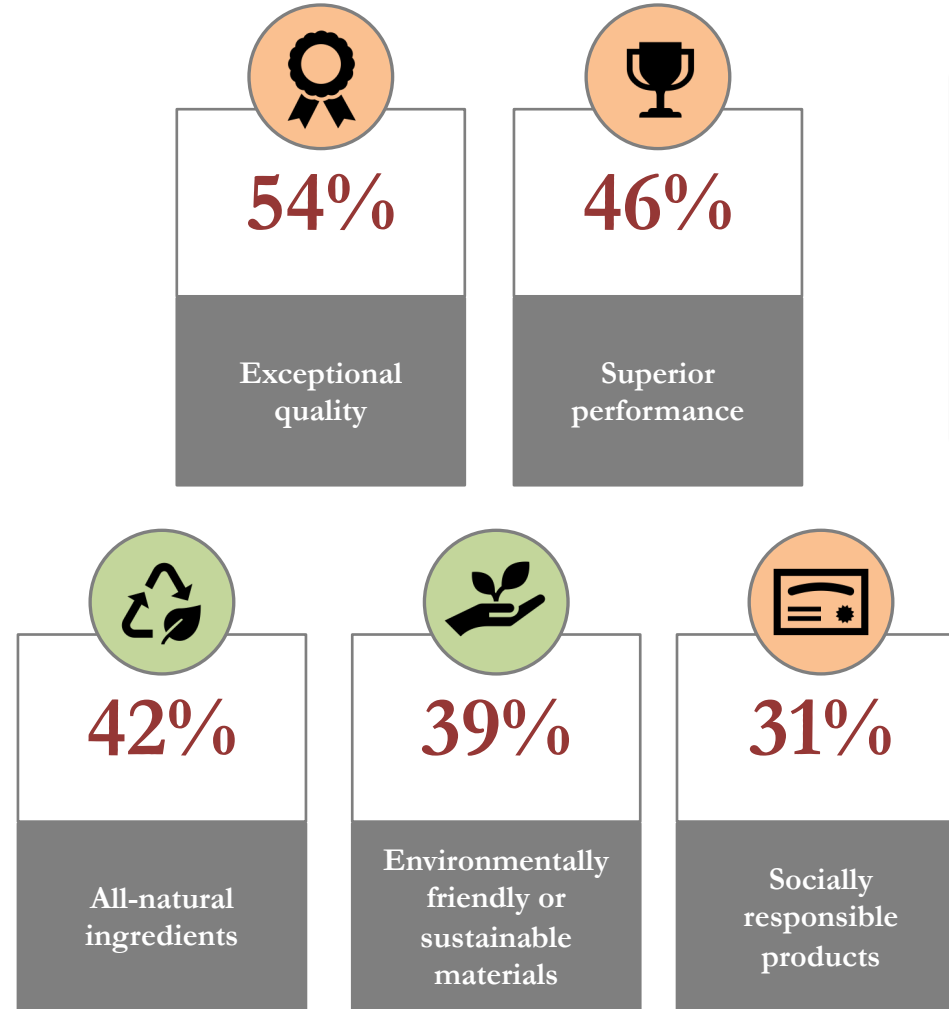 54%
46%
Exceptional
quality
Superior
performance
42%
39%
31%
All-natural
ingredients
Environmentally
friendly or
sustainable
materials
Socially
responsible
products